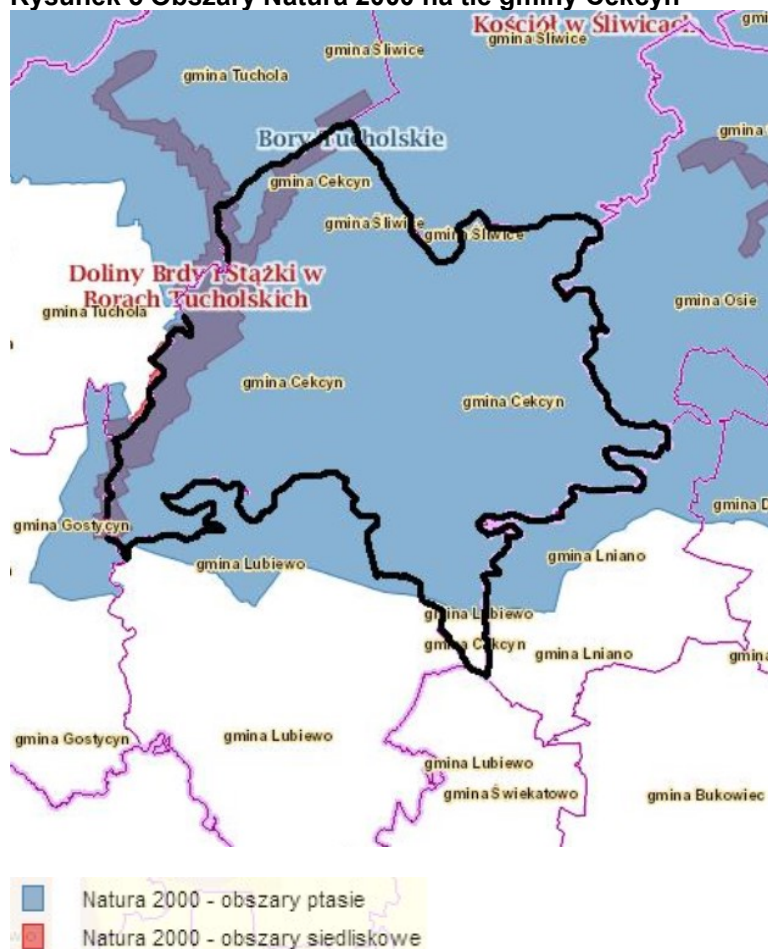 Rysunek 6 Obszary Natura 2000 na tle gminy Cekcyn
Kościół w Śliwicach
gmina Śliwice
gmina Śliwice
gmina Tuchola
gmina
Bory Tucholskie
gmina Cekcyn
gmina Śliwice
gmina Śliwice
Doliny Brdy i Stążki w
Borach Tucholskich
gmina Tuchola
gmina Osie
gmina Cekcyn
gmina Cekcyn
gmina D
gmina Gostycyn
gmina Lubiewo
gmina Lniano
gmina Lubiewo
gmina Cekcyn
gmina Lniano
gmina
gmina Gostycyn
gmina Lubiewo
gmina Lubiewo
gmina Świekatowo
gmina Bukowiec
Natura 2000 - obszary ptasie
Natura 2000 - obszary siedliskowe